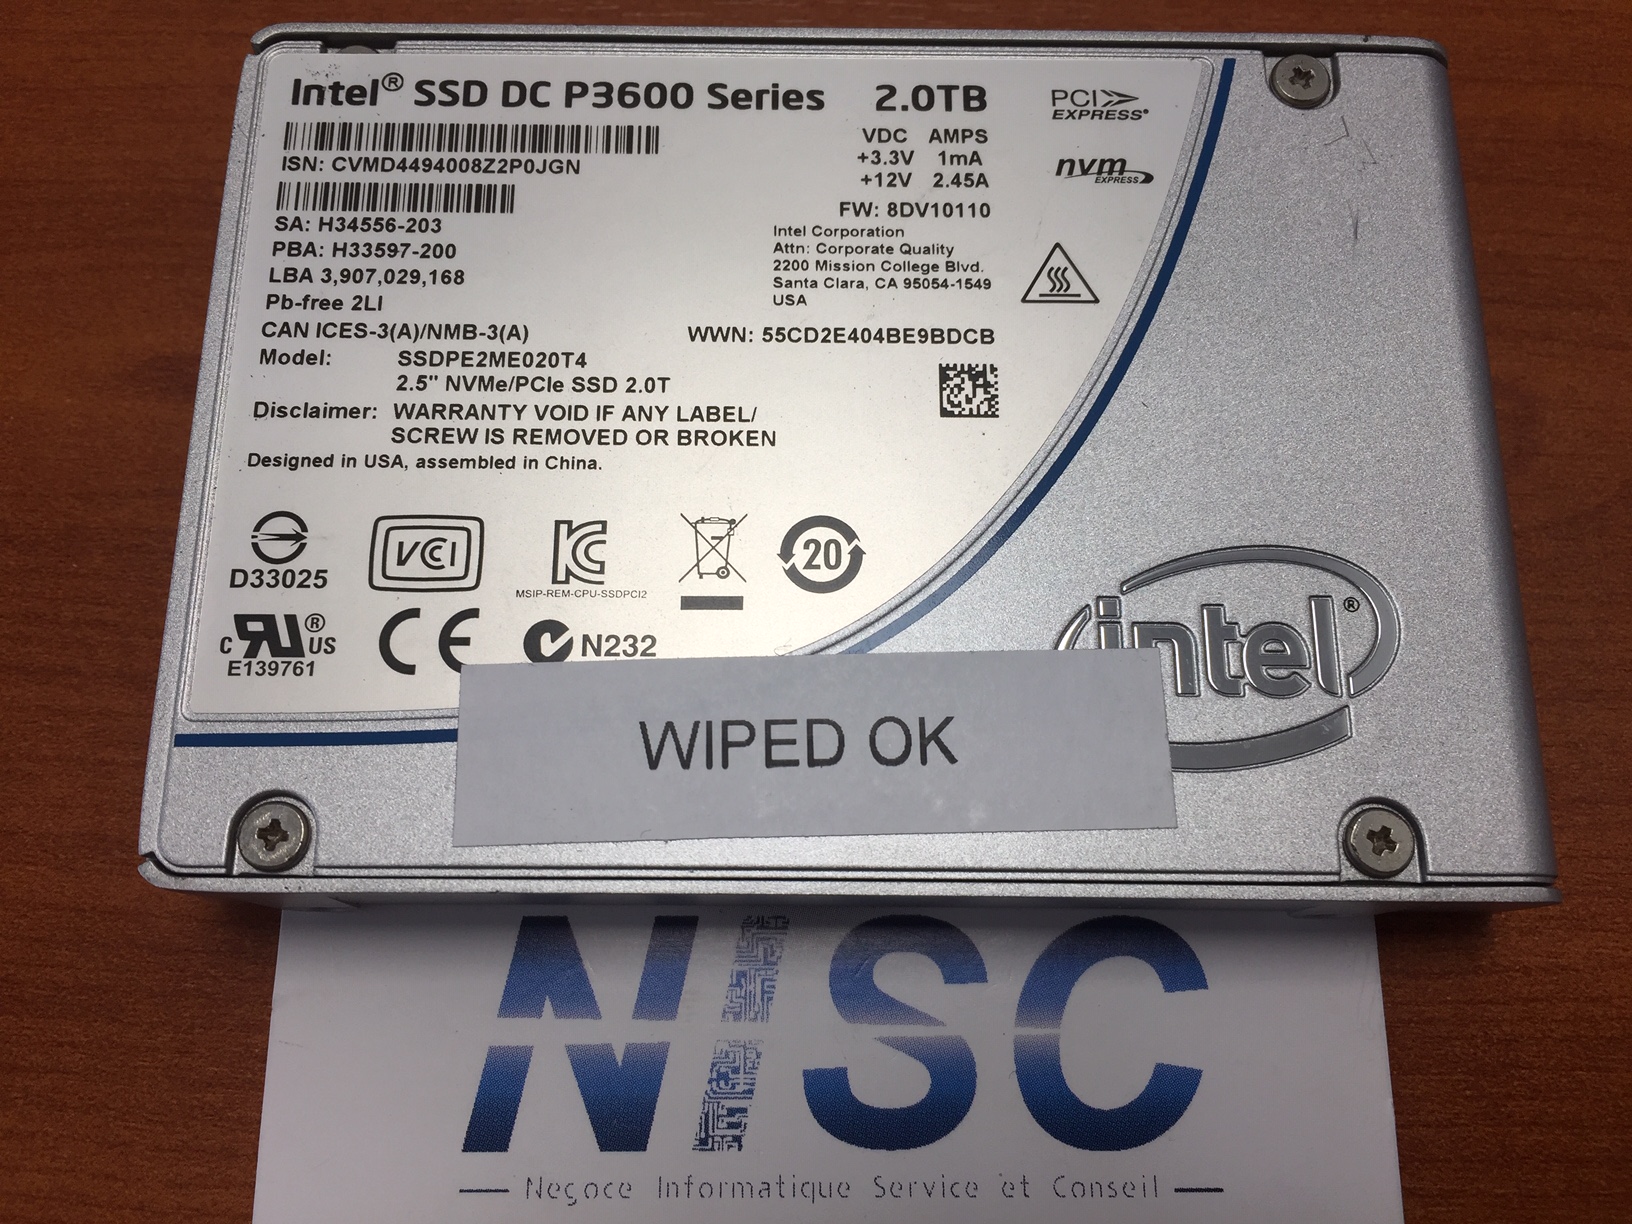 Intel® SSD DC P3600 Series 2.0TB
PCI EXPRESS®
VDC AMPS
ISN: CVMD4494008Z2P0JGN
+3.3V 1mA
+12V 2.45A
nvm EXPRESS
FW: 8DV10110
SA: H34556-203
PBA: H33597-200
LBA 3,907,029,168
Pb-free 2LI
Intel Corporation
Attn: Corporate Quality
2200 Mission College Blvd.
Santa Clara, CA 95054-1549
USA
CAN ICES-3(A)/NMB-3(A)
WWN: 55CD2E404BE9BDCB
Model: SSDPE2ME020T4
2.5" NVMe/PCIe SSD 2.0T
Disclaimer: WARRANTY VOID IF ANY LABEL/
SCREW IS REMOVED OR BROKEN
Designed in USA, assembled in China.
D33025
VCI
KC
MSIP-REM-CPU-SSDPCI2
20
c RU® US
E139761
CE
N232
intel®
WIPED OK
NISC
Negoce Informatique Service et Conseil